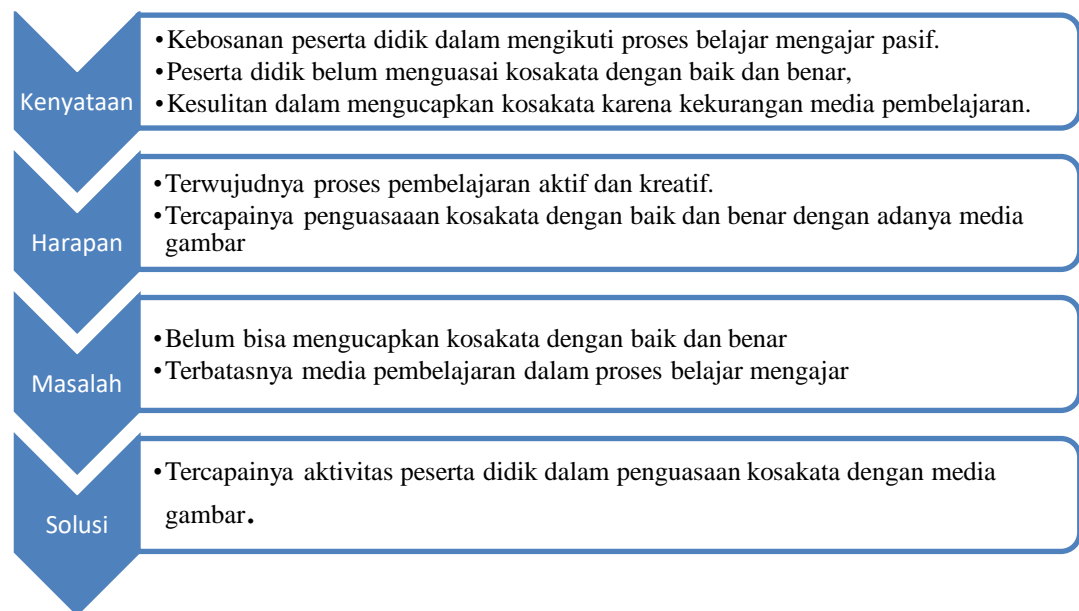 Kenyataan
•Kebosanan peserta didik dalam mengikuti proses belajar mengajar pasif.
•Peserta didik belum menguasai kosakata dengan baik dan benar,
•Kesulitan dalam mengucapkan kosakata karena kekurangan media pembelajaran.
Harapan
•Terwujudnya proses pembelajaran aktif dan kreatif.
•Tercapainya penguasaaan kosakata dengan baik dan benar dengan adanya media
gambar
Masalah
•Belum bisa mengucapkan kosakata dengan baik dan benar
•Terbatasnya media pembelajaran dalam proses belajar mengajar
Solusi
•Tercapainya aktivitas peserta didik dalam penguasaan kosakata dengan media
gambar.